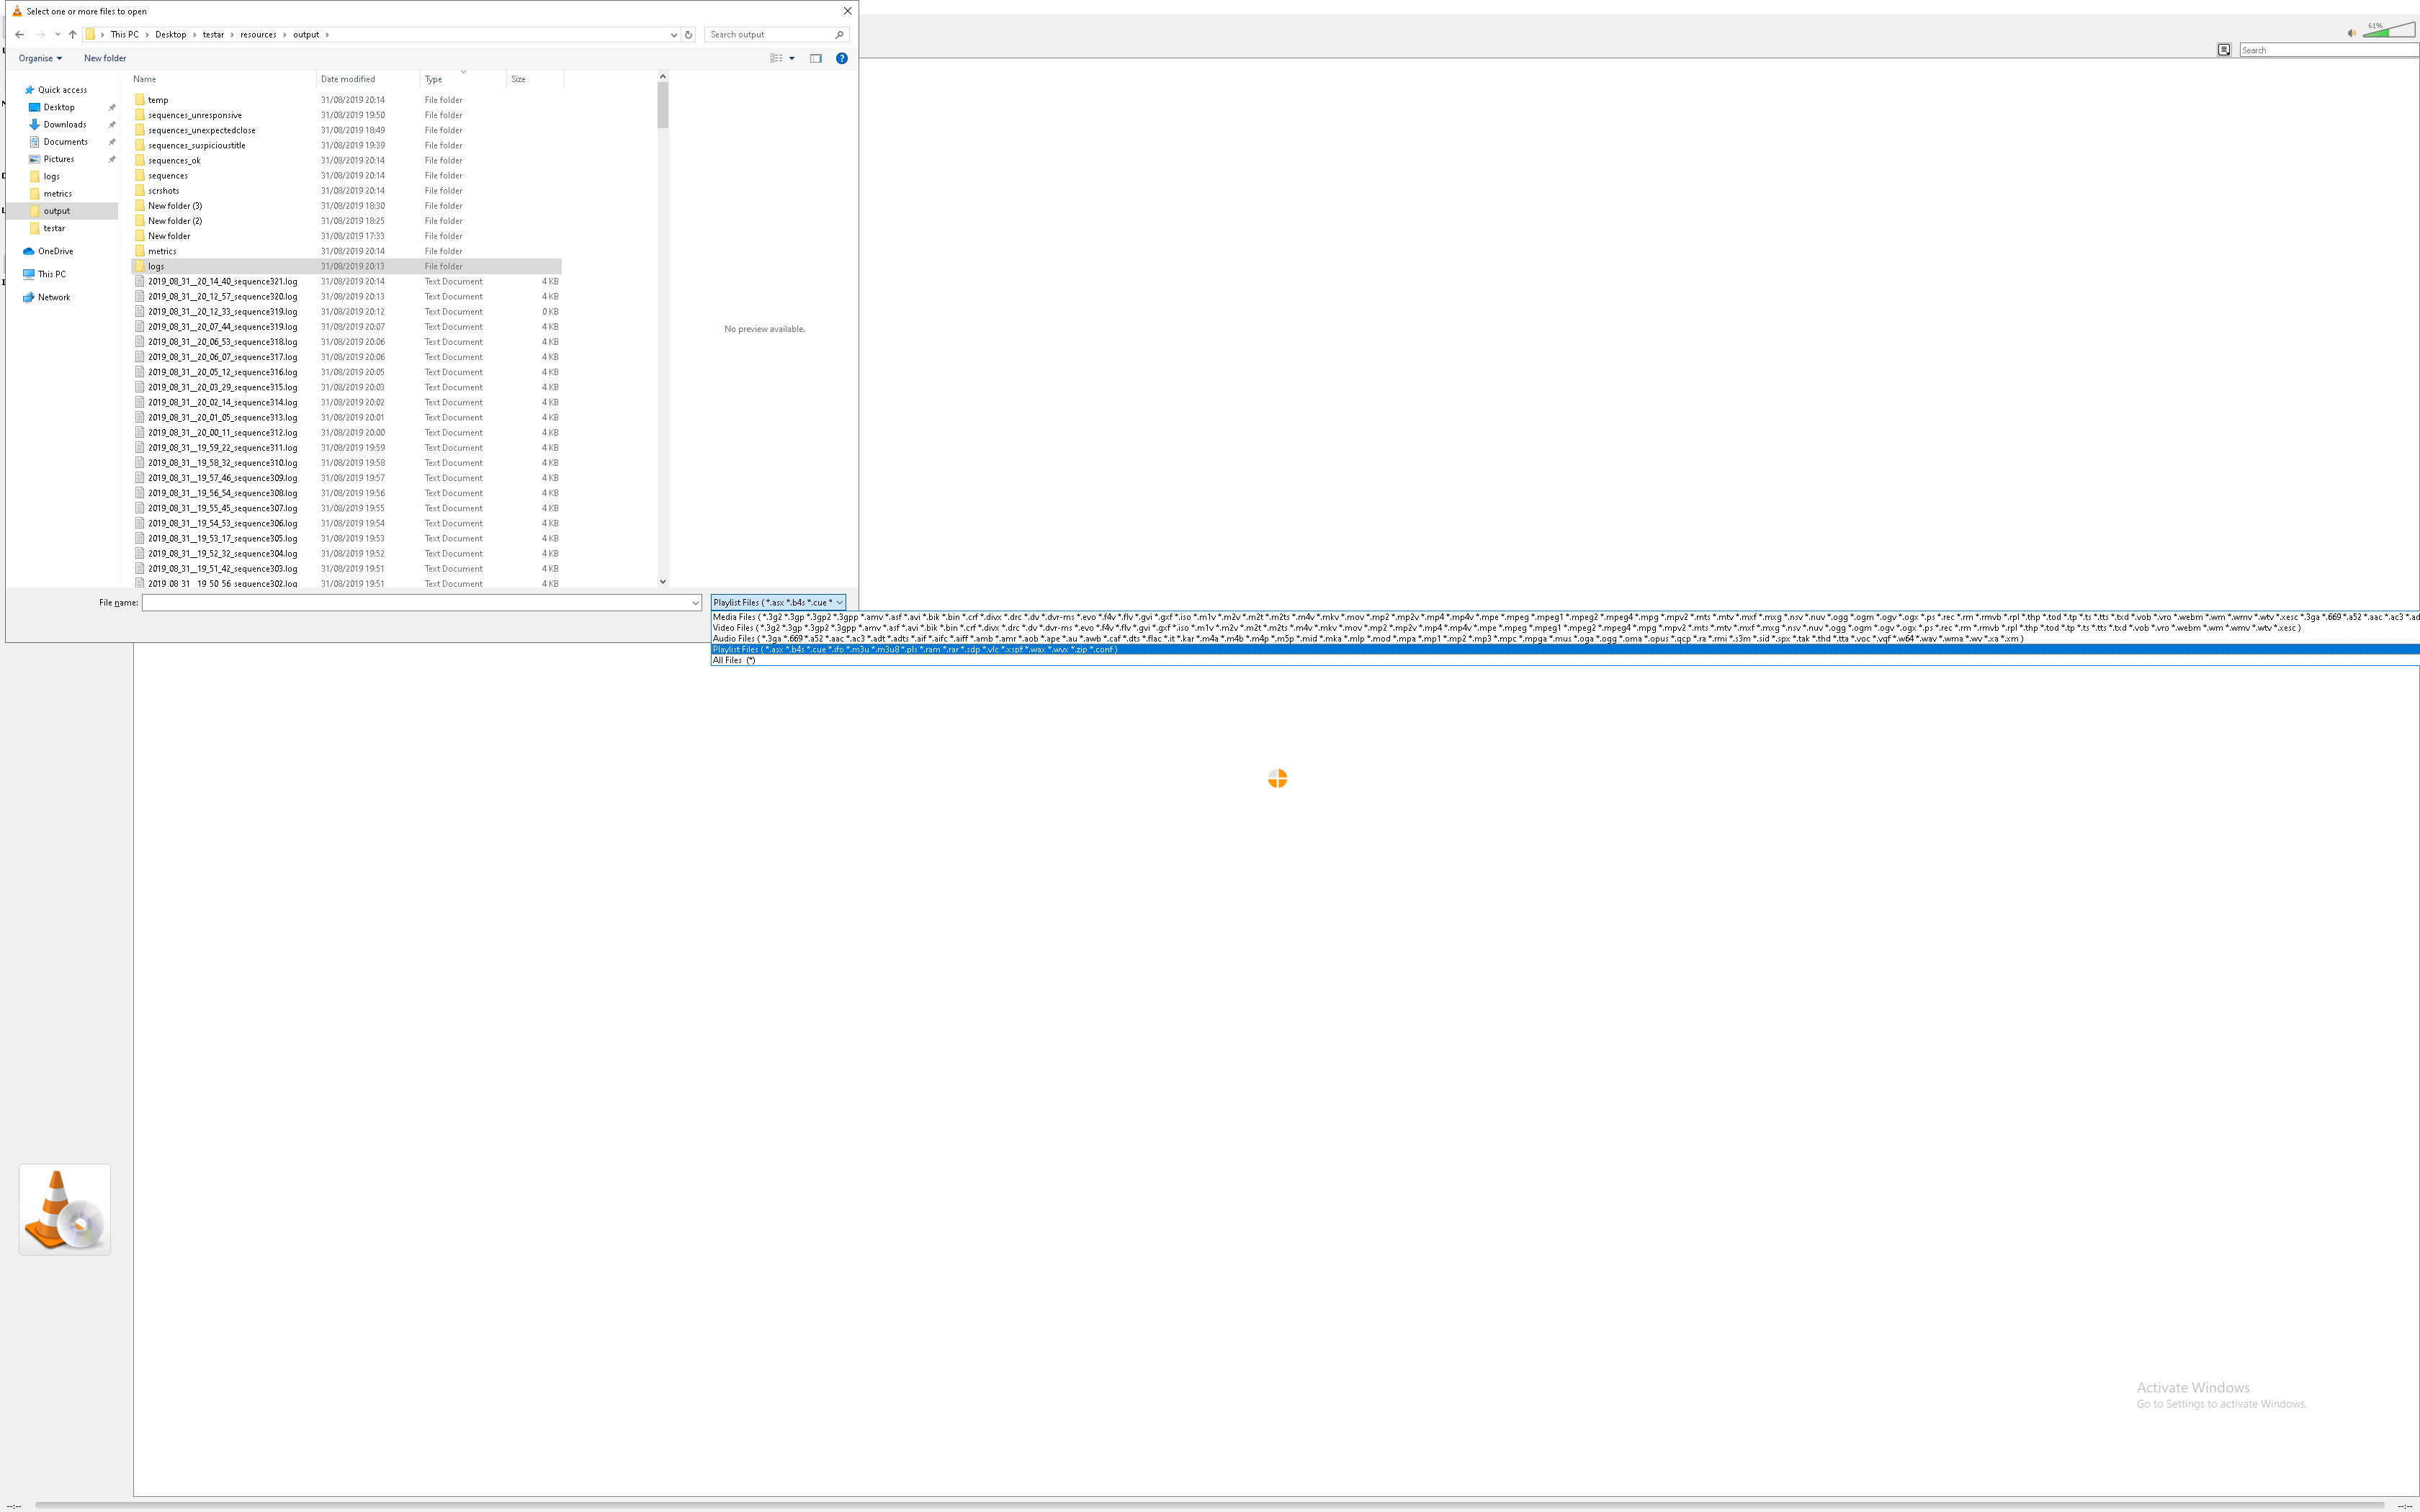 Select one or more files to open
This PC > Desktop > testar > resources > output >
Search output
61%
Search
Organise
New folder
Name Date modified Type Size
Quick access
Desktop
Downloads
Documents
Pictures
logs
metrics
output
testar
OneDrive
This PC
Network
temp 31/08/2019 20:14 File folder
sequences_unresponsive 31/08/2019 19:50 File folder
sequences_unexpectedclose 31/08/2019 18:49 File folder
sequences_suspicioustitle 31/08/2019 19:39 File folder
sequences_ok 31/08/2019 20:14 File folder
sequences 31/08/2019 20:14 File folder
scrshots 31/08/2019 20:14 File folder
New folder (3) 31/08/2019 18:30 File folder
New folder (2) 31/08/2019 18:25 File folder
New folder 31/08/2019 17:33 File folder
metrics 31/08/2019 20:14 File folder
logs 31/08/2019 20:13 File folder
2019_08_31__20_14_40_sequence321.log 31/08/2019 20:14 Text Document 4 KB
2019_08_31__20_12_57_sequence320.log 31/08/2019 20:13 Text Document 4 KB
2019_08_31__20_12_33_sequence319.log 31/08/2019 20:12 Text Document 0 KB
2019_08_31__20_07_44_sequence319.log 31/08/2019 20:07 Text Document 4 KB
2019_08_31__20_06_53_sequence318.log 31/08/2019 20:06 Text Document 4 KB
2019_08_31__20_06_07_sequence317.log 31/08/2019 20:06 Text Document 4 KB
2019_08_31__20_05_12_sequence316.log 31/08/2019 20:05 Text Document 4 KB
2019_08_31__20_03_29_sequence315.log 31/08/2019 20:03 Text Document 4 KB
2019_08_31__20_02_14_sequence314.log 31/08/2019 20:02 Text Document 4 KB
2019_08_31__20_01_05_sequence313.log 31/08/2019 20:01 Text Document 4 KB
2019_08_31__20_00_11_sequence312.log 31/08/2019 20:00 Text Document 4 KB
2019_08_31__19_59_22_sequence311.log 31/08/2019 19:59 Text Document 4 KB
2019_08_31__19_58_32_sequence310.log 31/08/2019 19:58 Text Document 4 KB
2019_08_31__19_57_46_sequence309.log 31/08/2019 19:57 Text Document 4 KB
2019_08_31__19_56_54_sequence308.log 31/08/2019 19:56 Text Document 4 KB
2019_08_31__19_55_45_sequence307.log 31/08/2019 19:55 Text Document 4 KB
2019_08_31__19_54_53_sequence306.log 31/08/2019 19:54 Text Document 4 KB
2019_08_31__19_53_17_sequence305.log 31/08/2019 19:53 Text Document 4 KB
2019_08_31__19_52_32_sequence304.log 31/08/2019 19:52 Text Document 4 KB
2019_08_31__19_51_42_sequence303.log 31/08/2019 19:51 Text Document 4 KB
2019_08_31__19_50_56_sequence302.log 31/08/2019 19:51 Text Document 4 KB
No preview available.
File name:
Playlist Files ( *.asx *.b4s *.cue *
Media Files ( *.3g2 *.3gp *.3gp2 *.3gpp *.amv *.asf *.avi *.bik *.bin *.crf *.divx *.drc *.dv *.dvr-ms *.evo *.f4v *.flv *.gvi *.gxf *.iso *.m1v *.m2v *.m2t *.m2ts *.m4v *.mkv *.mov *.mp2 *.mp2v *.mp4 *.mp4v *.mpe *.mpeg *.mpeg1 *.mpeg2 *.mpeg4 *.mpg *.mpv2 *.mts *.mtv *.mxf *.mxg *.nsv *.nuv *.ogg *.ogm *.ogv *.ogx *.ps *.rec *.rm *.rmvb *.rpl *.thp *.tod *.tp *.ts *.tts *.txd *.vob *.vro *.webm *.wm *.wmv *.wtv *.xesc *.3ga *.669 *.a52 *.aac *.ac3 *.ad
Video Files ( *.3g2 *.3gp *.3gp2 *.3gpp *.amv *.asf *.avi *.bik *.bin *.crf *.divx *.drc *.dv *.dvr-ms *.evo *.f4v *.flv *.gvi *.gxf *.iso *.m1v *.m2v *.m2t *.m2ts *.m4v *.mkv *.mov *.mp2 *.mp2v *.mp4 *.mp4v *.mpe *.mpeg *.mpeg1 *.mpeg2 *.mpeg4 *.mpg *.mpv2 *.mts *.mtv *.mxf *.mxg *.nsv *.nuv *.ogg *.ogm *.ogv *.ogx *.ps *.rec *.rm *.rmvb *.rpl *.thp *.tod *.tp *.ts *.tts *.txd *.vob *.vro *.webm *.wm *.wmv *.wtv *.xesc )
Audio Files ( *.3ga *.669 *.a52 *.aac *.ac3 *.adt *.adts *.aif *.aifc *.aiff *.amb *.amr *.aob *.ape *.au *.awb *.caf *.dts *.flac *.it *.kar *.m4a *.m4b *.m4p *.m5p *.mid *.mka *.mlp *.mod *.mpa *.mp1 *.mp2 *.mp3 *.mpc *.mpga *.mus *.oga *.ogg *.oma *.opus *.qcp *.ra *.rmi *.s3m *.sid *.spx *.tak *.thd *.tta *.voc *.vqf *.w64 *.wav *.wma *.wv *.xa *.xm )
Playlist Files ( *.asx *.b4s *.cue *.ifo *.m3u *.m3u8 *.pls *.ram *.rar *.sdp *.vlc *.xspf *.wax *.wvx *.zip *.conf )
All Files (*)
Activate Windows
Go to Settings to activate Windows.
--:-- --:--